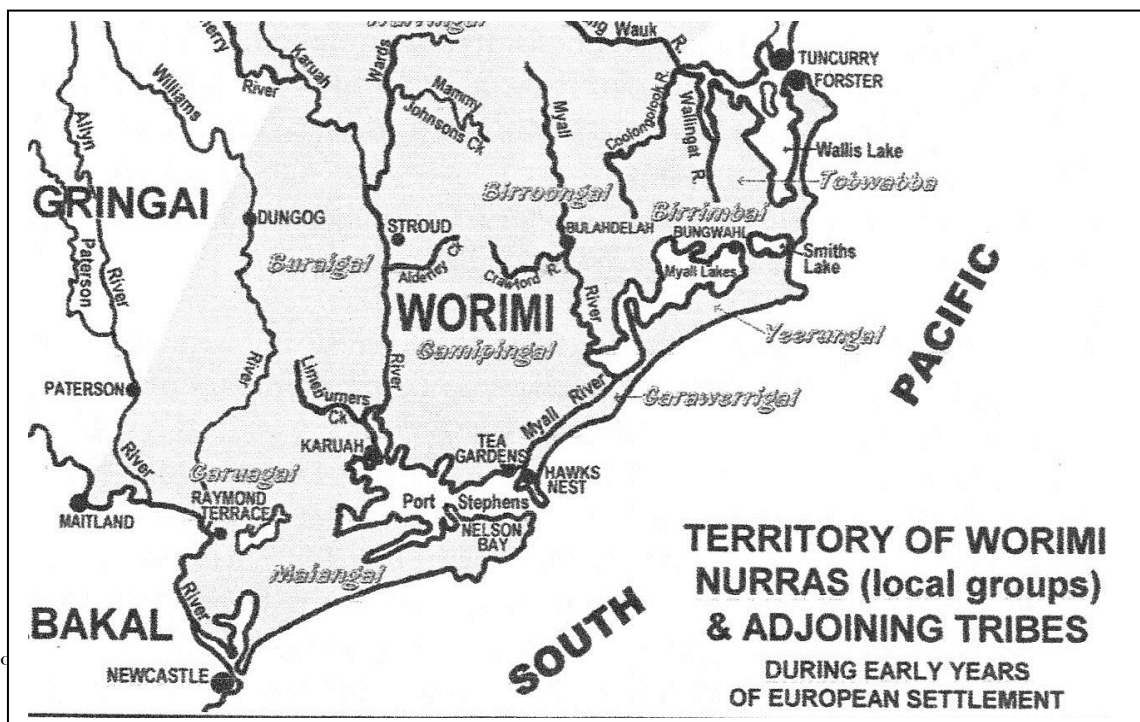 Wauk R.
TUNCURRY
FORSTER
Karuah
River
Wards
Mammy
Johnsons Ck
Myall
Coolongolook R.
Wallingat R.
Williams
Allyn
Wallis Lake
Tobwabba
GRINGAI
DUNGOG
Buraigal
STROUD
Birroongal
BULAHDELAH
Birrimbai
BUNGWAHL
Smiths
Lake
Myall Lakes
Paterson
River
Alderley Ck
Crawford R.
River
WORIMI
Gamipingal
Yeerungal
PACIFIC
River
River
PATERSON
Limeburners
Ck
Myall River
Garawerrigal
River
KARUAH
TEA
GARDENS
HAWKS
NEST
Garuagal
RAYMOND
TERRACE
MAITLAND
Port Stephens
NELSON
BAY
Maiangal
River
BAKAL
NEWCASTLE
SOUTH
TERRITORY OF WORIMI
NURRAS (local groups)
& ADJOINING TRIBES
DURING EARLY YEARS
OF EUROPEAN SETTLEMENT